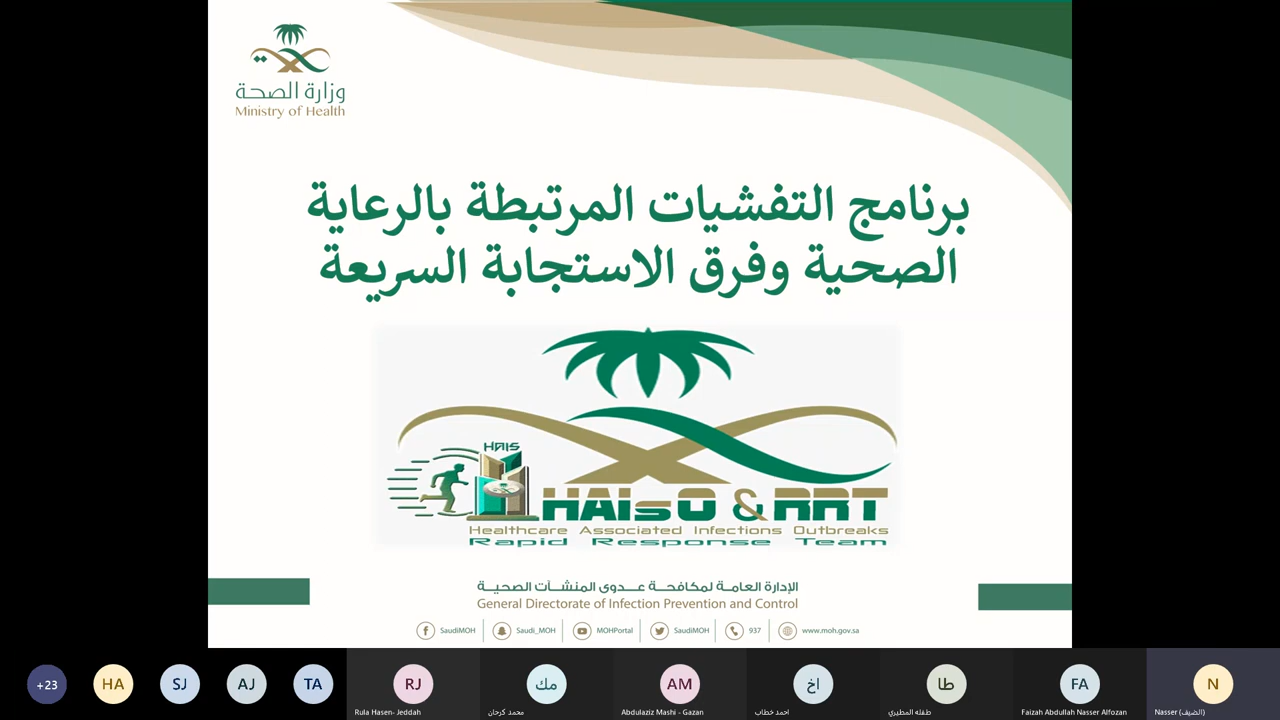 وزارة الصحة
Ministry of Health
برنامج التفشيات المرتبطة بالرعاية
الصحية وفرق الاستجابة السريعة
HAIS
HAIsO & RRT
Healthcare Associated Infections Outbreaks
Rapid Response Team
الإدارة العامة لمكافحة عدوى المنشآت الصحية
General Directorate of Infection Prevention and Control
SaudiMOH Saudi_MOH MOHPortal SaudiMOH 937 www.moh.gov.sa
+23 HA SJ AJ TA RJ مك AM اخ طا FA N
Rula Hasen- Jeddah محمد كرحان Abdulaziz Mashi - Gazan احمد خطاب طفله المطيري Faizah Abdullah Nasser Alfozan Nasser (الضيف)